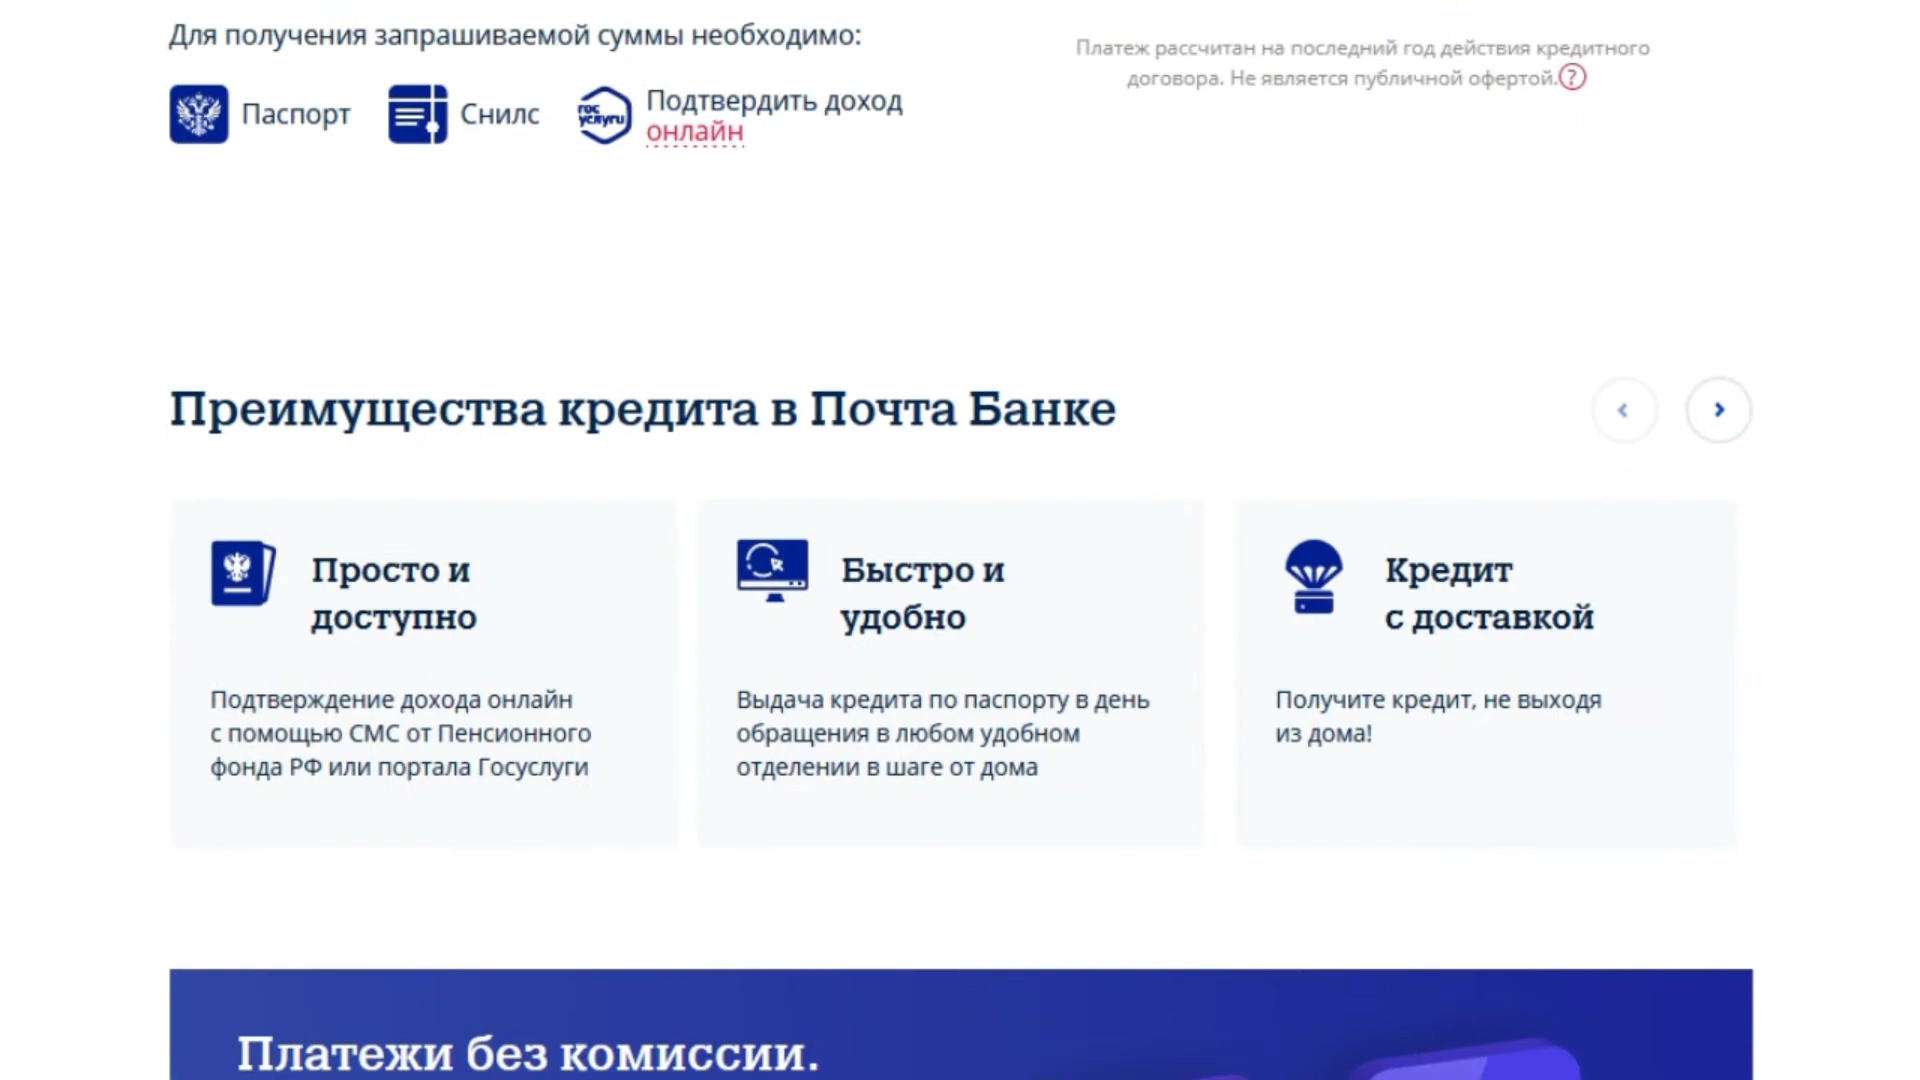 Для получения запрашиваемой суммы необходимо:
Паспорт
Снилс
гос
услуги
Подтвердить доход
онлайн
Платеж рассчитан на последний год действия кредитного
договора. Не является публичной офертой.?
Преимущества кредита в Почта Банке
Просто и
доступно
Подтверждение дохода онлайн
с помощью СМС от Пенсионного
фонда РФ или портала Госуслуги
Быстро и
удобно
Выдача кредита по паспорту в день
обращения в любом удобном
отделении в шаге от дома
Кредит
с доставкой
Получите кредит, не выходя
из дома!
Платежи без комиссии.